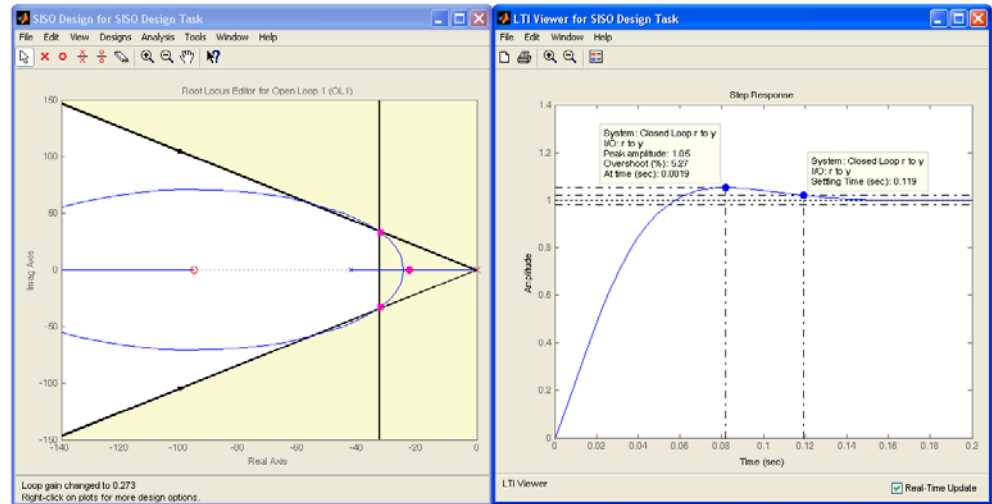 SISO Design for SISO Design Task
File Edit View Designs Analysis Tools Window Help
Root Locus Editor for Open Loop 1 (OL1)
Imag Axis
150
100
50
0
-50
-100
-150
-140 -120 -100 -80 -60 -40 -20 0
Real Axis
Loop gain changed to 0.273
Right-click on plots for more design options.
LTI Viewer for SISO Design Task
File Edit Window Help
Step Response
Amplitude
1.4
1.2
1
0.8
0.6
0.4
0.2
0
System: Closed Loop r to y
I/O: r to y
Peak amplitude: 1.05
Overshoot (%): 5.27
At time (sec): 0.0819
System: Closed Loop r to y
I/O: r to y
Settling Time (sec): 0.119
0 0.02 0.04 0.06 0.08 0.1 0.12 0.14 0.16 0.18 0.2
Time (sec)
LTI Viewer
Real-Time Update